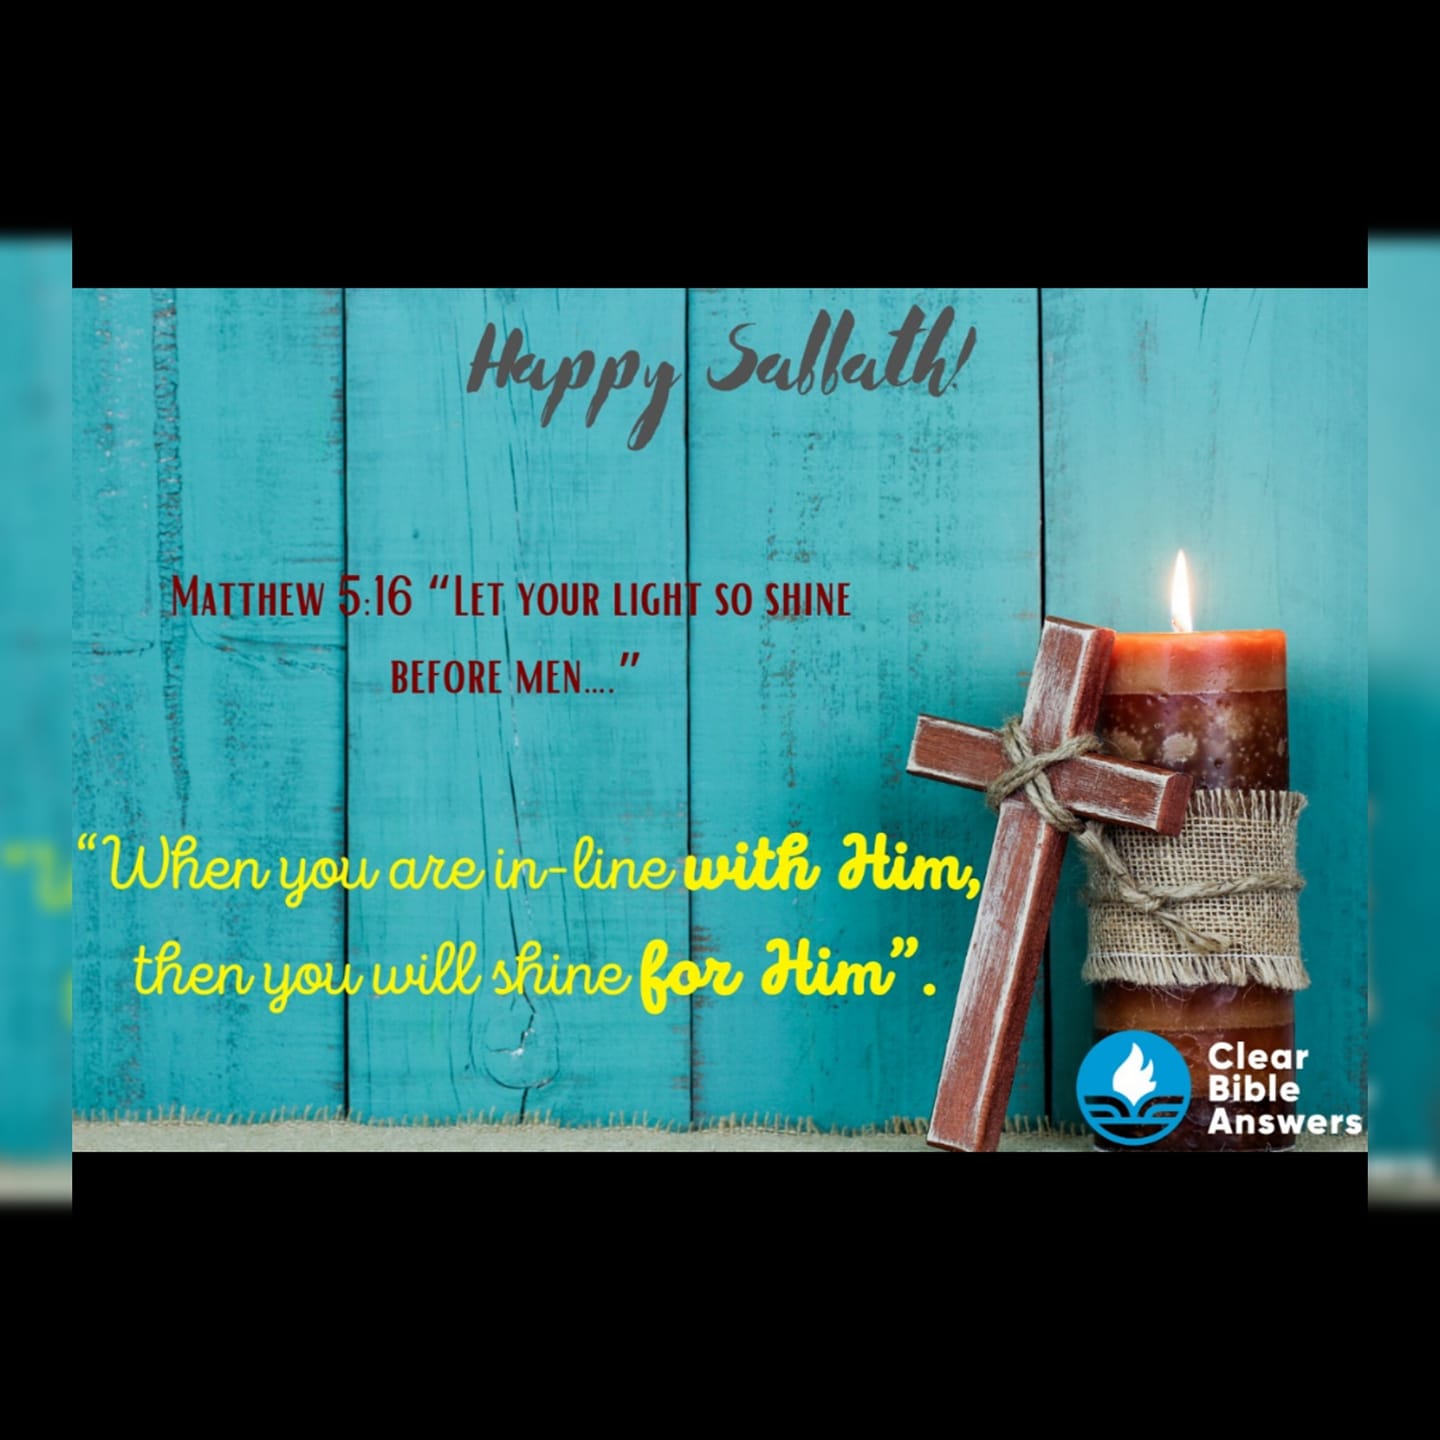 Happy Sabbath!
Matthew 5:16 “Let your light so shine
before men....”
“When you are in-line with Him,
then you will shine for Him”.
Clear
Bible
Answers